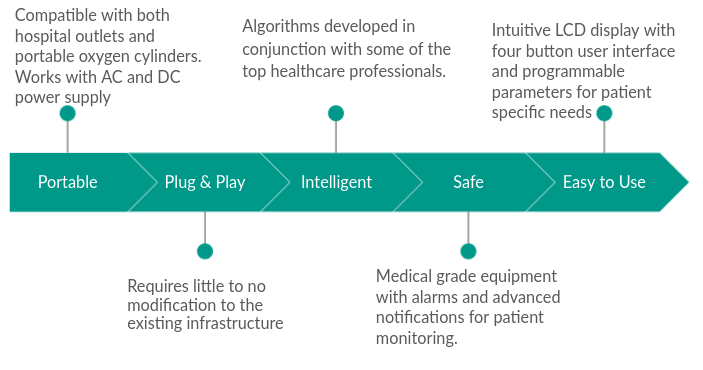 Compatible with both
hospital outlets and
portable oxygen cylinders.
Works with AC and DC
power supply
Algorithms developed in
conjunction with some of the
top healthcare professionals.
Intuitive LCD display with
four button user interface
and programmable
parameters for patient
specific needs
Portable
Plug & Play
Intelligent
Safe
Easy to Use
Requires little to no
modification to the
existing infrastructure
Medical grade equipment
with alarms and advanced
notifications for patient
monitoring.